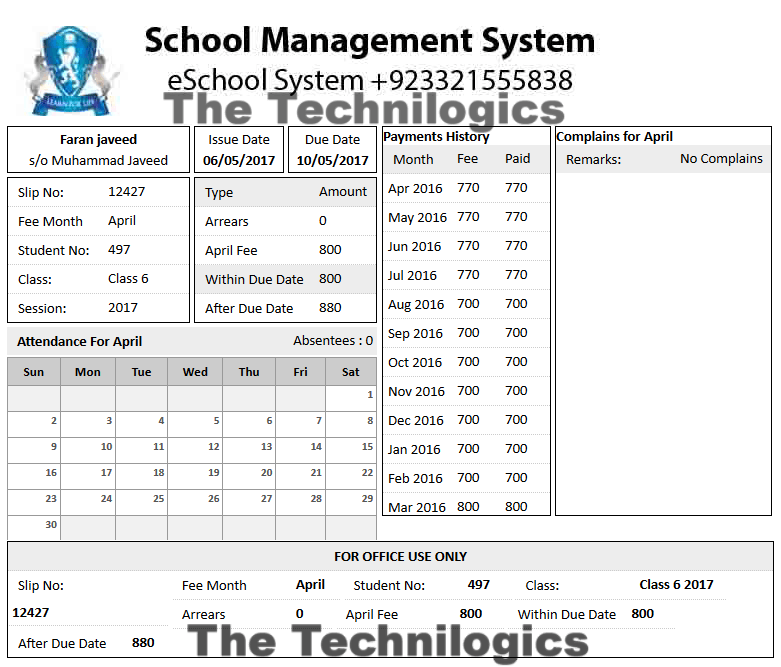 School Management System
eSchool System +923321555838
The Technilogics
LEARN FOR LIFE
Faran javeed
s/o Muhammad Javeed
Issue Date
06/05/2017
Due Date
10/05/2017
Slip No: 12427
Fee Month April
Student No: 497
Class: Class 6
Session: 2017
Type Amount
Arrears 0
April Fee 800
Within Due Date 800
After Due Date 880
Attendance For April Absentees : 0
Sun Mon Tue Wed Thu Fri Sat
1
2 3 4 5 6 7 8
9 10 11 12 13 14 15
16 17 18 19 20 21 22
23 24 25 26 27 28 29
30
Payments History
Month Fee Paid
Apr 2016 770 770
May 2016 770 770
Jun 2016 770 770
Jul 2016 770 770
Aug 2016 700 700
Sep 2016 700 700
Oct 2016 700 700
Nov 2016 700 700
Dec 2016 700 700
Jan 2016 700 700
Feb 2016 700 700
Mar 2016 800 800
Complains for April
Remarks: No Complains
FOR OFFICE USE ONLY
Slip No: Fee Month April Student No: 497 Class: Class 6 2017
12427 Arrears 0 April Fee 800 Within Due Date 800
After Due Date 880
The Technilogics